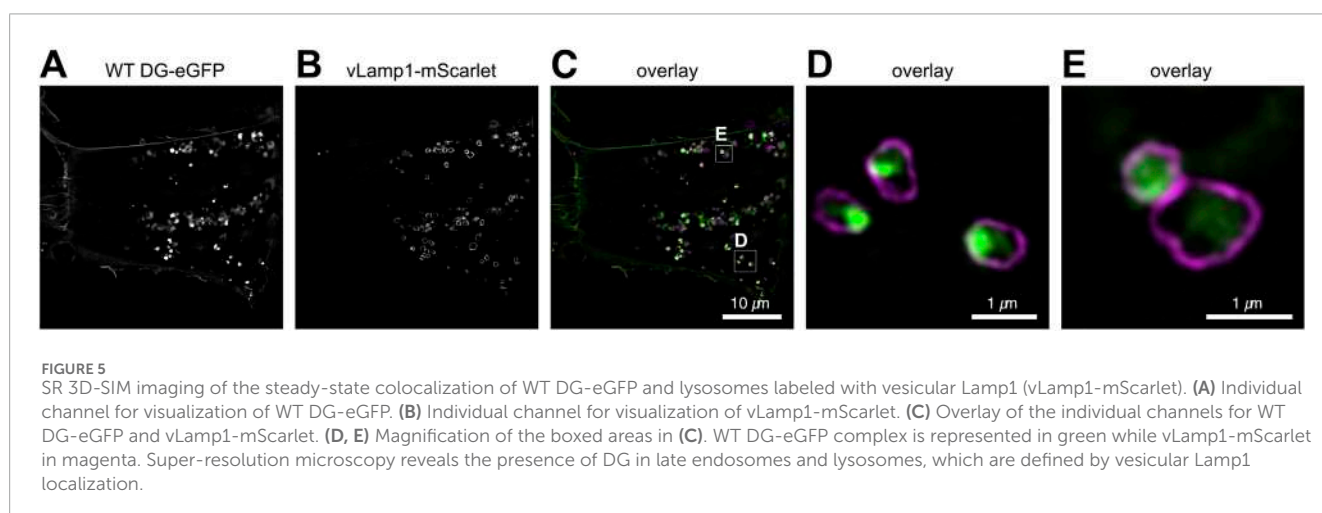 A WT DG-eGFP B vLamp1-mScarlet C overlay D overlay E overlay
E
D
10 µm 1 µm 1 µm
FIGURE 5
SR 3D-SIM imaging of the steady-state colocalization of WT DG-eGFP and lysosomes labeled with vesicular Lamp1 (vLamp1-mScarlet). (A) Individual
channel for visualization of WT DG-eGFP. (B) Individual channel for visualization of vLamp1-mScarlet. (C) Overlay of the individual channels for WT
DG-eGFP and vLamp1-mScarlet. (D, E) Magnification of the boxed areas in (C). WT DG-eGFP complex is represented in green while vLamp1-mScarlet
in magenta. Super-resolution microscopy reveals the presence of DG in late endosomes and lysosomes, which are defined by vesicular Lamp1
localization.